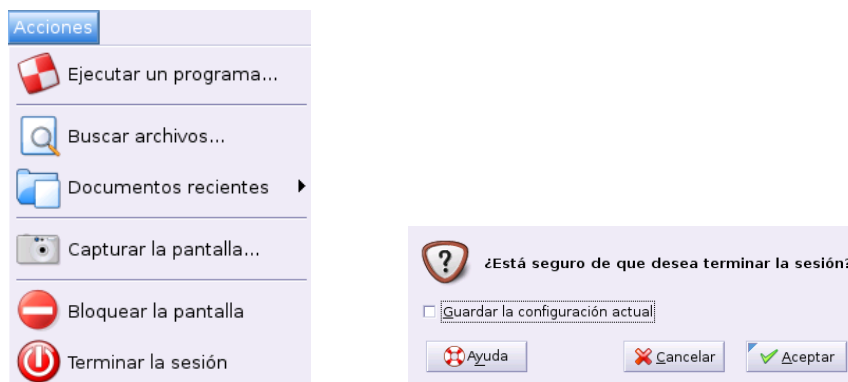 Acciones
Ejecutar un programa...
Buscar archivos...
Documentos recientes
Capturar la pantalla...
Bloquear la pantalla
Terminar la sesión
¿Está seguro de que desea terminar la sesión?
Guardar la configuración actual
Ayuda
Cancelar
Aceptar